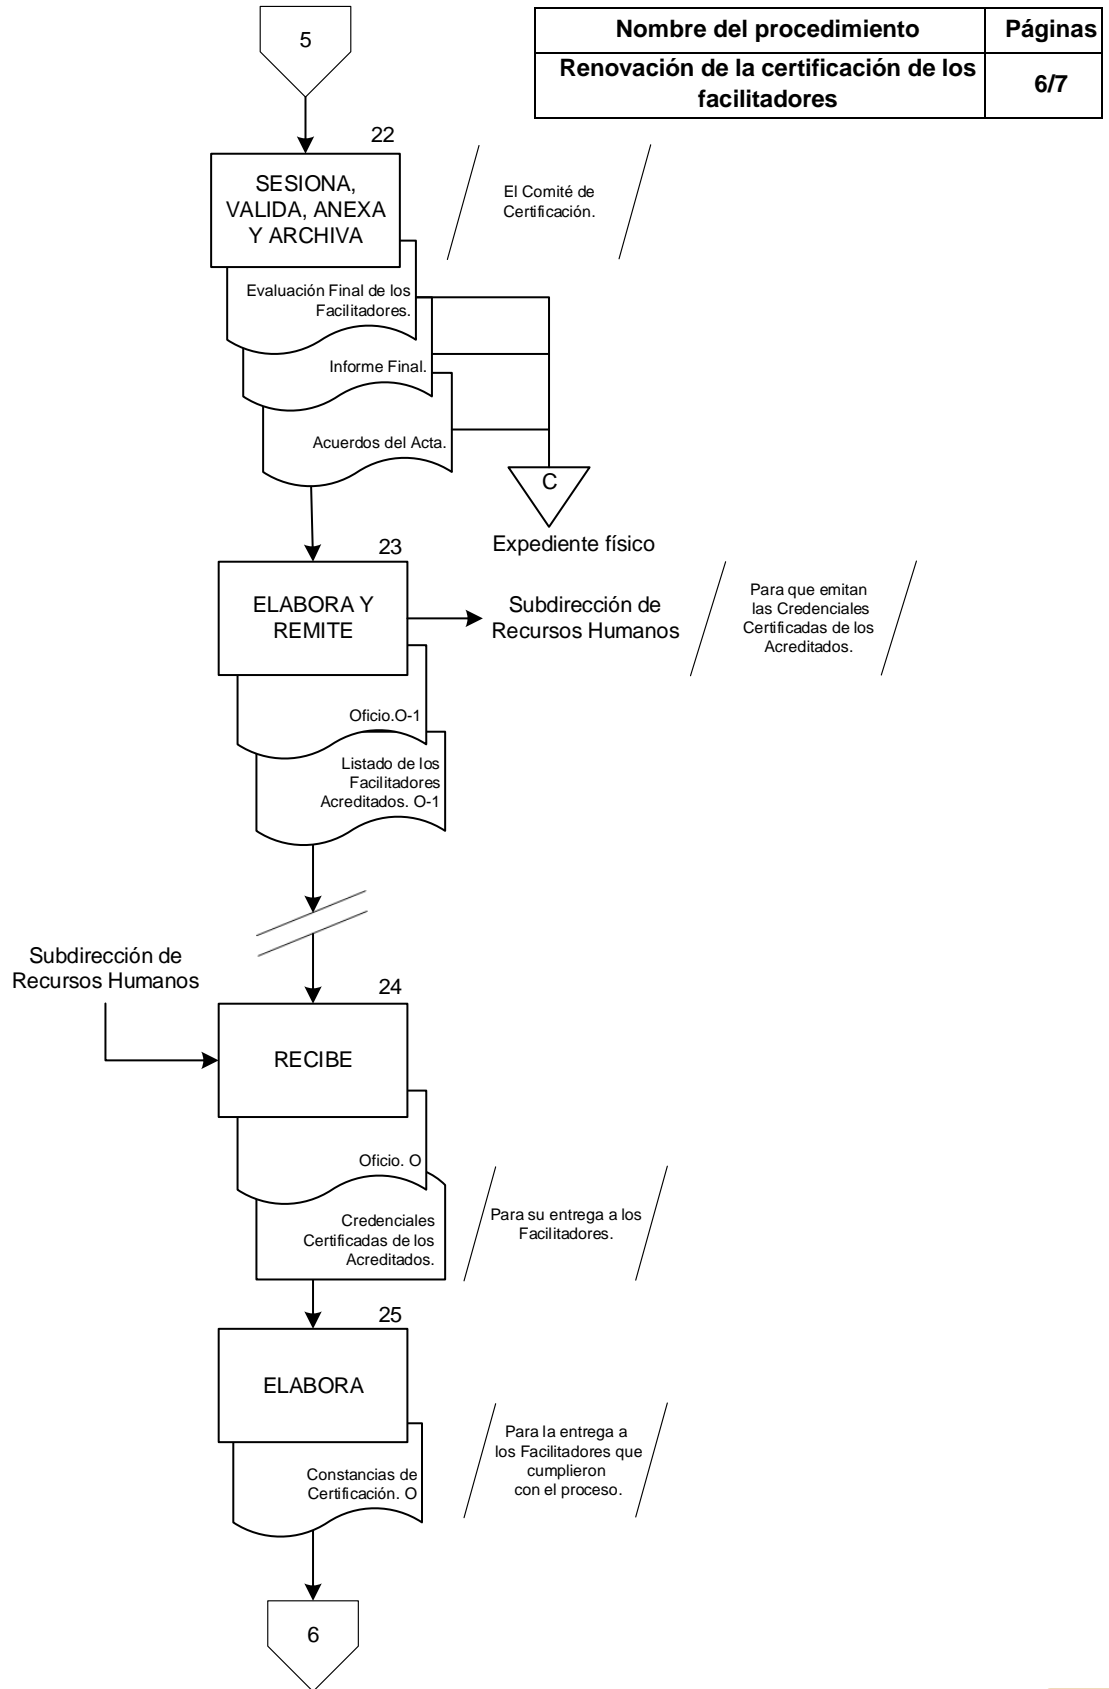 5
Nombre del procedimiento
Páginas
Renovación de la certificación de los
facilitadores
6/7
22
SESIONA,
VALIDA, ANEXA
Y ARCHIVA
El Comité de
Certificación.
Evaluación Final de los
Facilitadores.
Informe Final.
Acuerdos del Acta.
C
Expediente físico
23
ELABORA Y
REMITE
Subdirección de
Recursos Humanos
Para que emitan
las Credenciales
Certificadas de los
Acreditados.
Oficio.O-1
Listado de los
Facilitadores
Acreditados. O-1
Subdirección de
Recursos Humanos
24
RECIBE
Oficio. O
Credenciales
Certificadas de los
Acreditados.
Para su entrega a los
Facilitadores.
25
ELABORA
Constancias de
Certificación. O
Para la entrega a
los Facilitadores que
cumplieron
con el proceso.
6